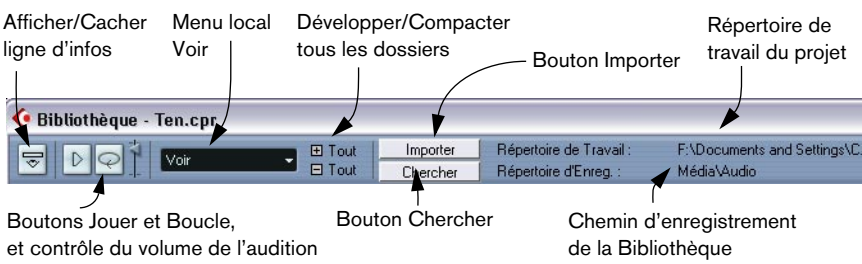 Afficher/Cacher
ligne d'infos
Menu local
Voir
Développer/Compacter
tous les dossiers
Bouton Importer
Répertoire de
travail du projet
Bibliothèque - Ten.cpr
Voir
Tout
Tout
Importer
Chercher
Répertoire de Travail :
F:\Documents and Settings\C.
Répertoire d'Enreg. :
Média\Audio
Boutons Jouer et Boucle,
et contrôle du volume de l'audition
Bouton Chercher
Chemin d'enregistrement
de la Bibliothèque